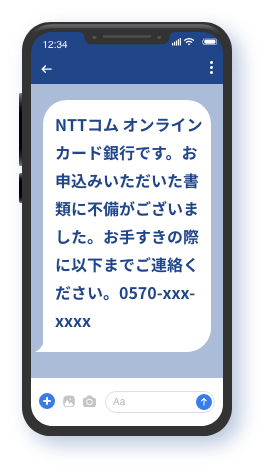 12:34
NTTコム オンライン
カード銀行です。お
申込みいただいた書
類に不備がございま
した。お手すきの際
に以下までご連絡く
ださい。0570-xxx-
xxxx
Aa